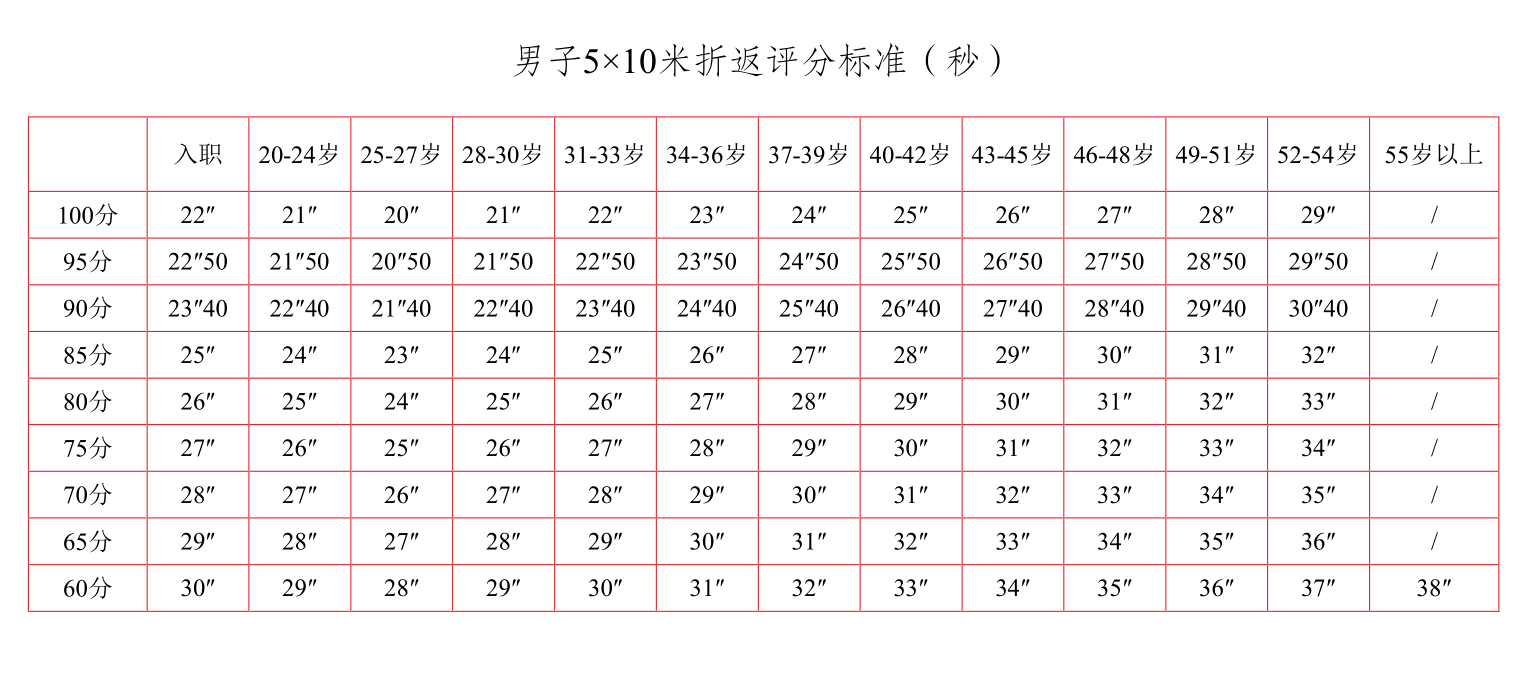 男子5×10米折返评分标准（秒）
入职 20-24岁 25-27岁 28-30岁 31-33岁 34-36岁 37-39岁 40-42岁 43-45岁 46-48岁 49-51岁 52-54岁 55岁以上
100分 22″ 21″ 20″ 21″ 22″ 23″ 24″ 25″ 26″ 27″ 28″ 29″ /
95分 22″50 21″50 20″50 21″50 22″50 23″50 24″50 25″50 26″50 27″50 28″50 29″50 /
90分 23″40 22″40 21″40 22″40 23″40 24″40 25″40 26″40 27″40 28″40 29″40 30″40 /
85分 25″ 24″ 23″ 24″ 25″ 26″ 27″ 28″ 29″ 30″ 31″ 32″ /
80分 26″ 25″ 24″ 25″ 26″ 27″ 28″ 29″ 30″ 31″ 32″ 33″ /
75分 27″ 26″ 25″ 26″ 27″ 28″ 29″ 30″ 31″ 32″ 33″ 34″ /
70分 28″ 27″ 26″ 27″ 28″ 29″ 30″ 31″ 32″ 33″ 34″ 35″ /
65分 29″ 28″ 27″ 28″ 29″ 30″ 31″ 32″ 33″ 34″ 35″ 36″ /
60分 30″ 29″ 28″ 29″ 30″ 31″ 32″ 33″ 34″ 35″ 36″ 37″ 38″